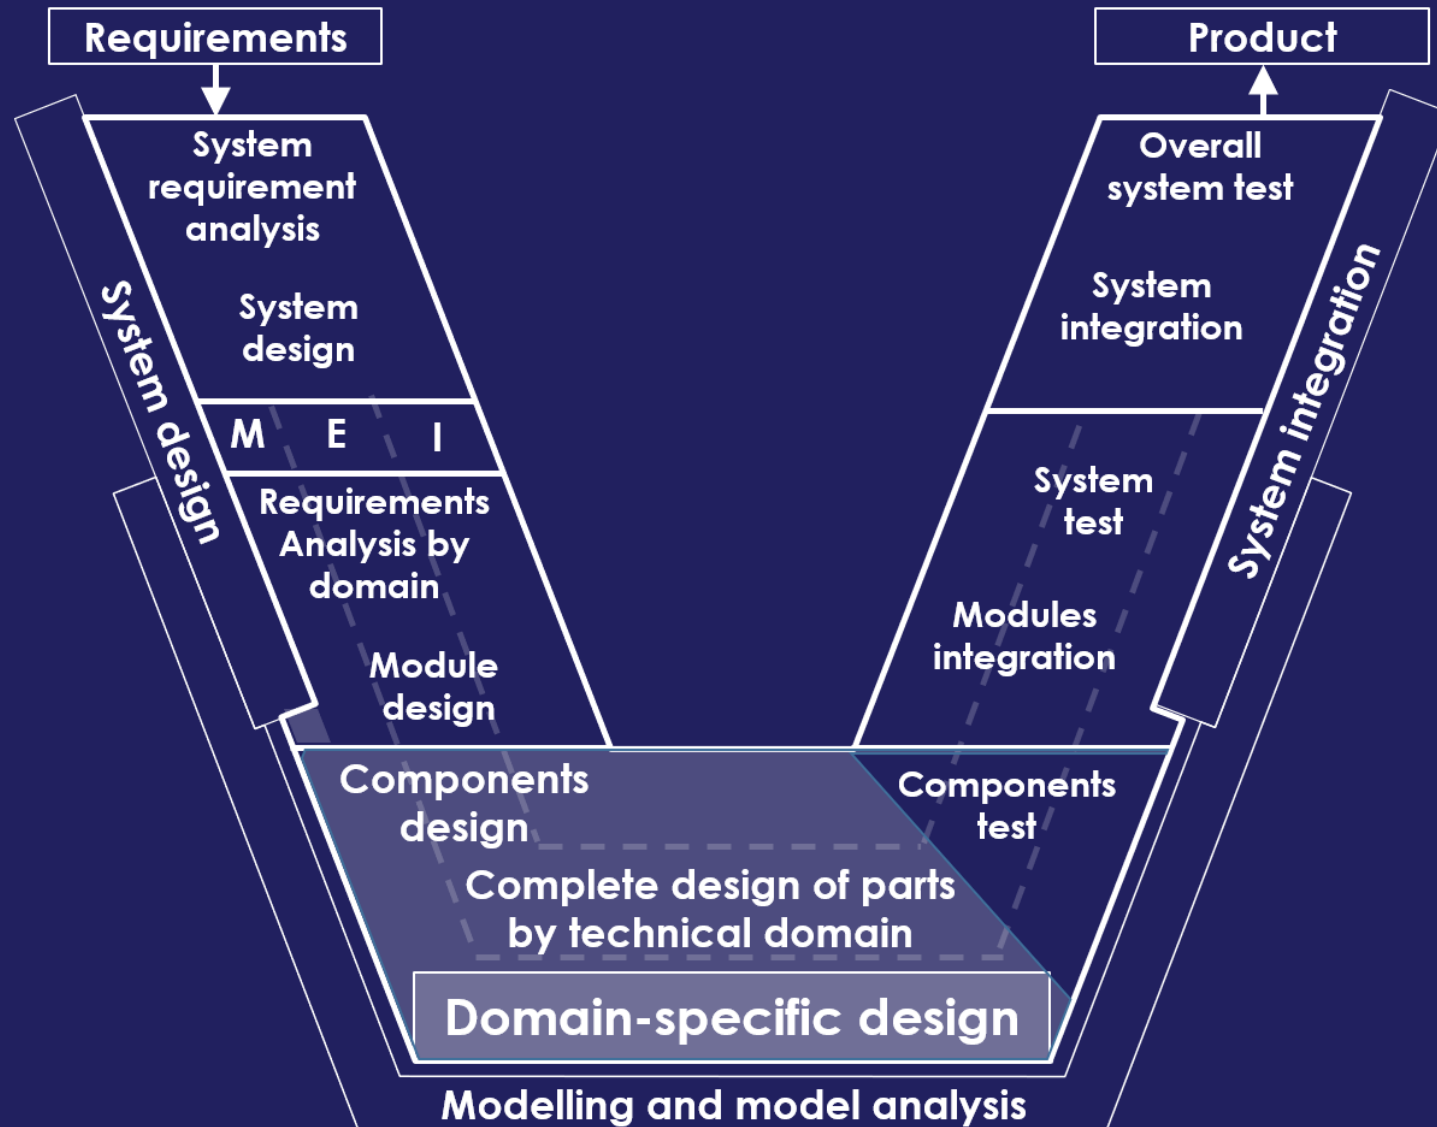 Requirements
Product
System
requirement
analysis
System
design
M E I
Requirements
Analysis by
domain
Module
design
System design
Components
design
Complete design of parts
by technical domain
Domain-specific design
Modelling and model analysis
Overall
system test
System
integration
System
test
Modules
integration
Components
test
System integration